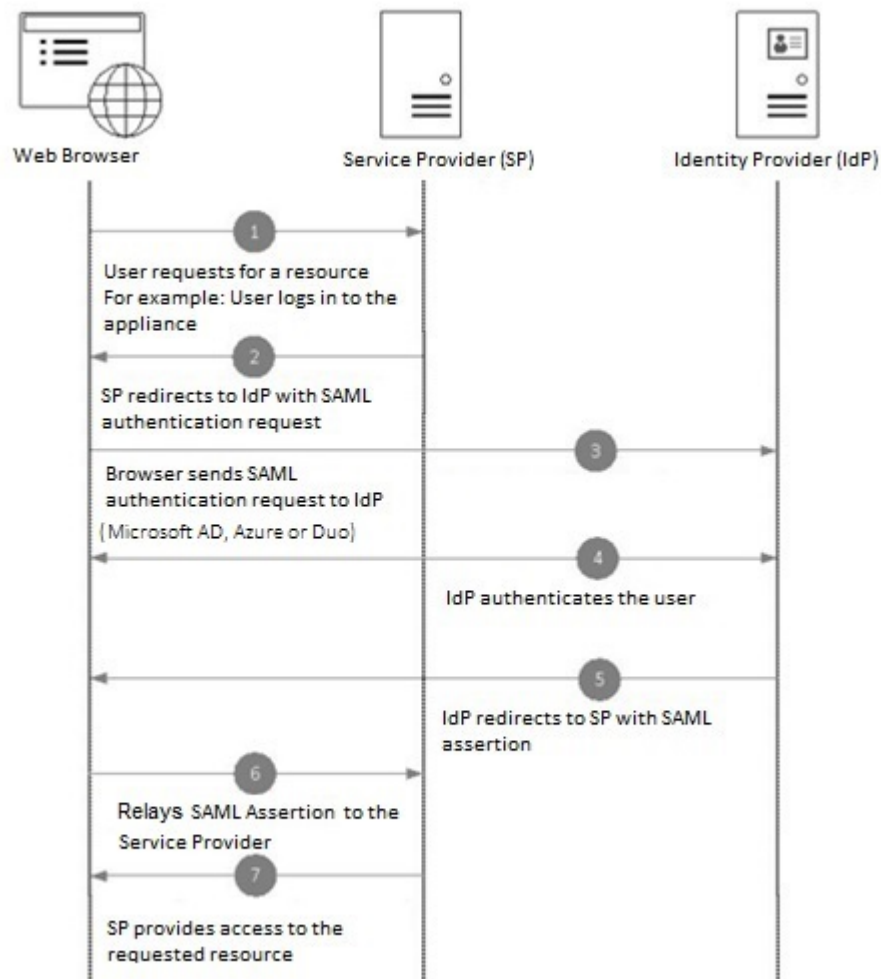 Web Browser
Service Provider (SP)
Identity Provider (IdP)
1
User requests for a resource
For example: User logs in to the
appliance
2
SP redirects to IdP with SAML
authentication request
3
Browser sends SAML
authentication request to IdP
(Microsoft AD, Azure or Duo)
4
IdP authenticates the user
5
IdP redirects to SP with SAML
assertion
6
Relays SAML Assertion to the
Service Provider
7
SP provides access to the
requested resource